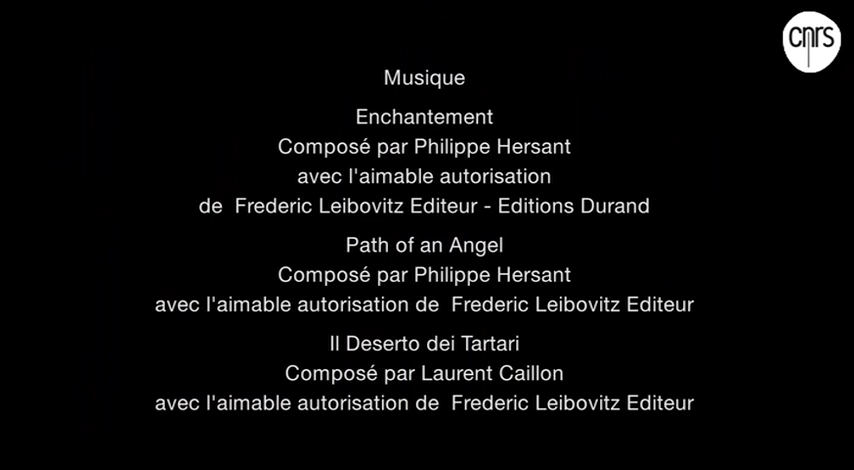 cnrs
Musique
Enchantement
Composé par Philippe Hersant
avec l'aimable autorisation
de  Frederic Leibovitz Editeur - Editions Durand
Path of an Angel
Composé par Philippe Hersant
avec l'aimable autorisation de  Frederic Leibovitz Editeur
Il Deserto dei Tartari
Composé par Laurent Caillon
avec l'aimable autorisation de  Frederic Leibovitz Editeur